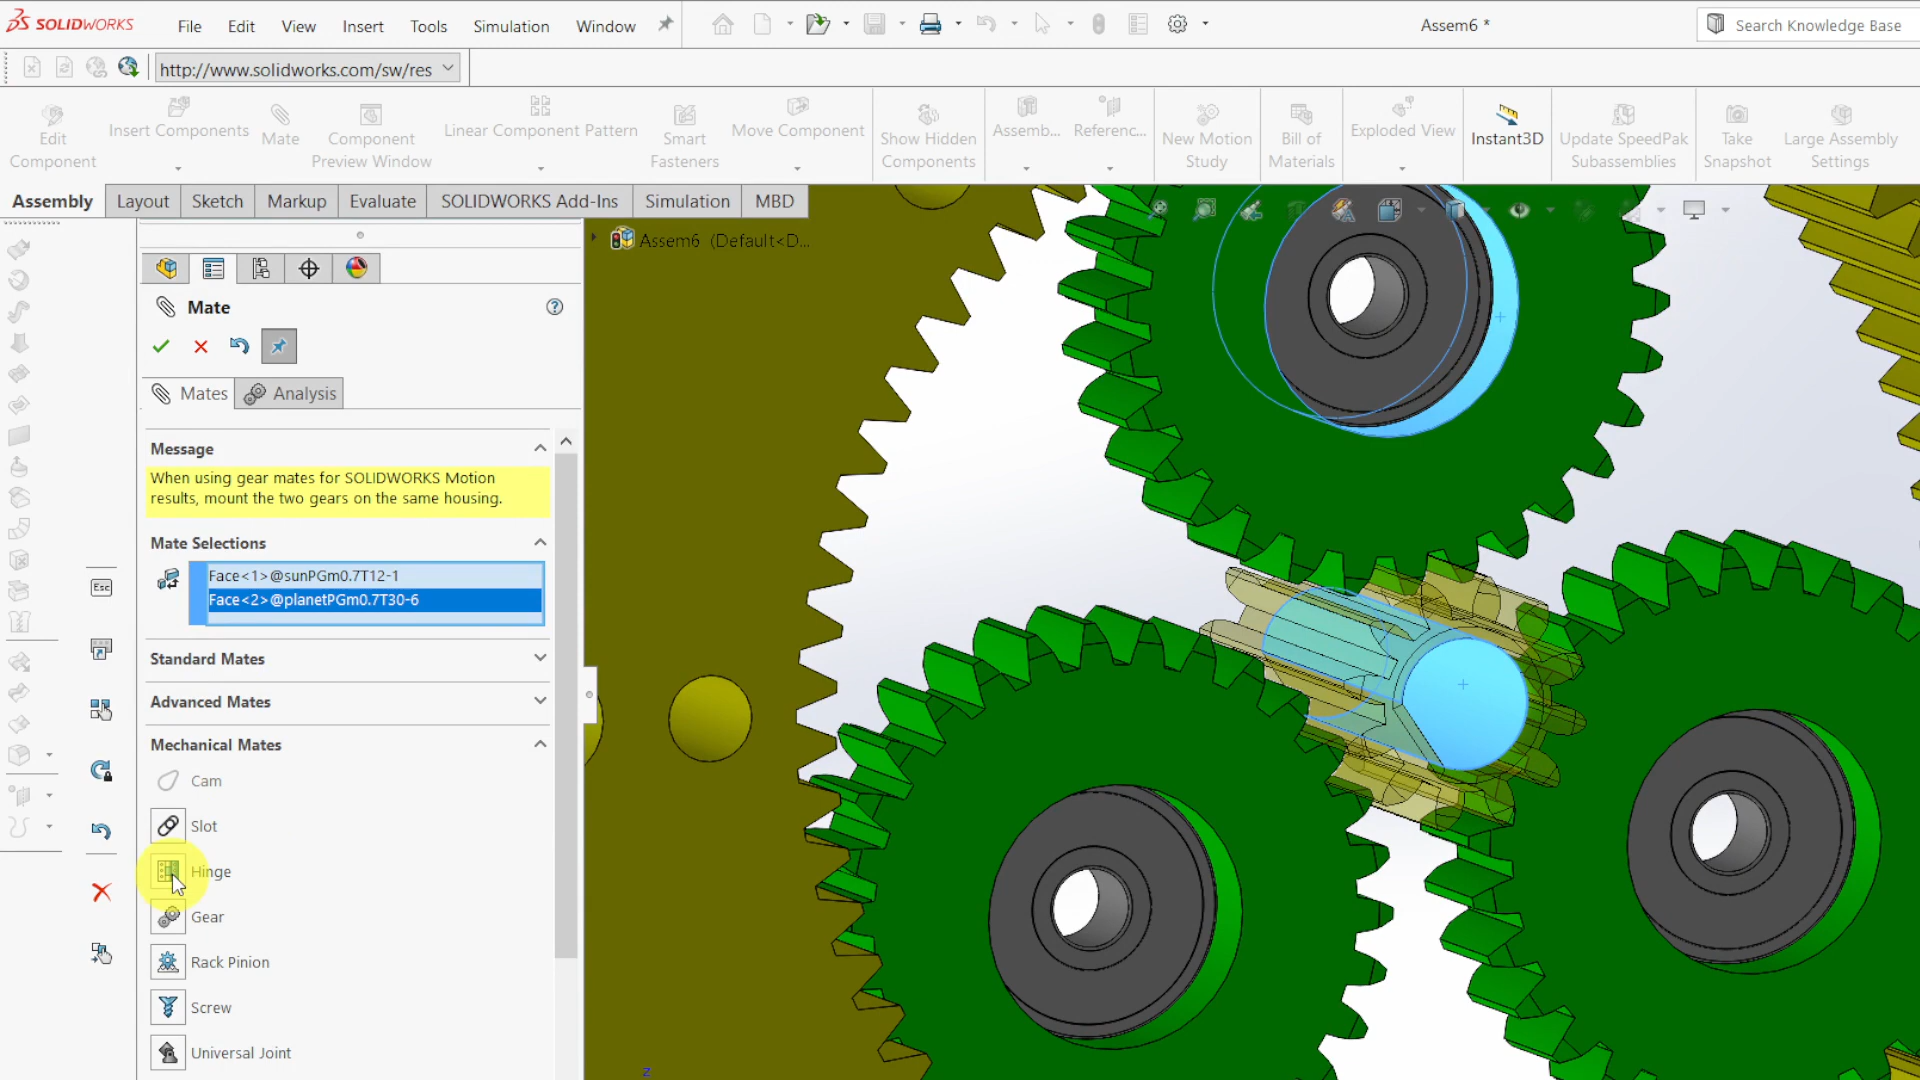 SOLIDWORKS File Edit View Insert Tools Simulation Window Assem6 * Search Knowledge Base
http://www.solidworks.com/sw/res
Edit Component
Insert Components
Mate
Component Preview Window
Linear Component Pattern
Smart Fasteners
Move Component
Show Hidden Components
Assemb...
Referenc...
New Motion Study
Bill of Materials
Exploded View
Instant3D
Update SpeedPak Subassemblies
Take Snapshot
Large Assembly Settings
Assembly Layout Sketch Markup Evaluate SOLIDWORKS Add-Ins Simulation MBD
Assem6 (Default<D...
Mate
Mates Analysis
Message
When using gear mates for SOLIDWORKS Motion
results, mount the two gears on the same housing.
Mate Selections
Face<1>@sunPGm0.7T12-1
Face<2>@planetPGm0.7T30-6
Esc
Standard Mates
Advanced Mates
Mechanical Mates
Cam
Slot
Hinge
Gear
Rack Pinion
Screw
Universal Joint
z